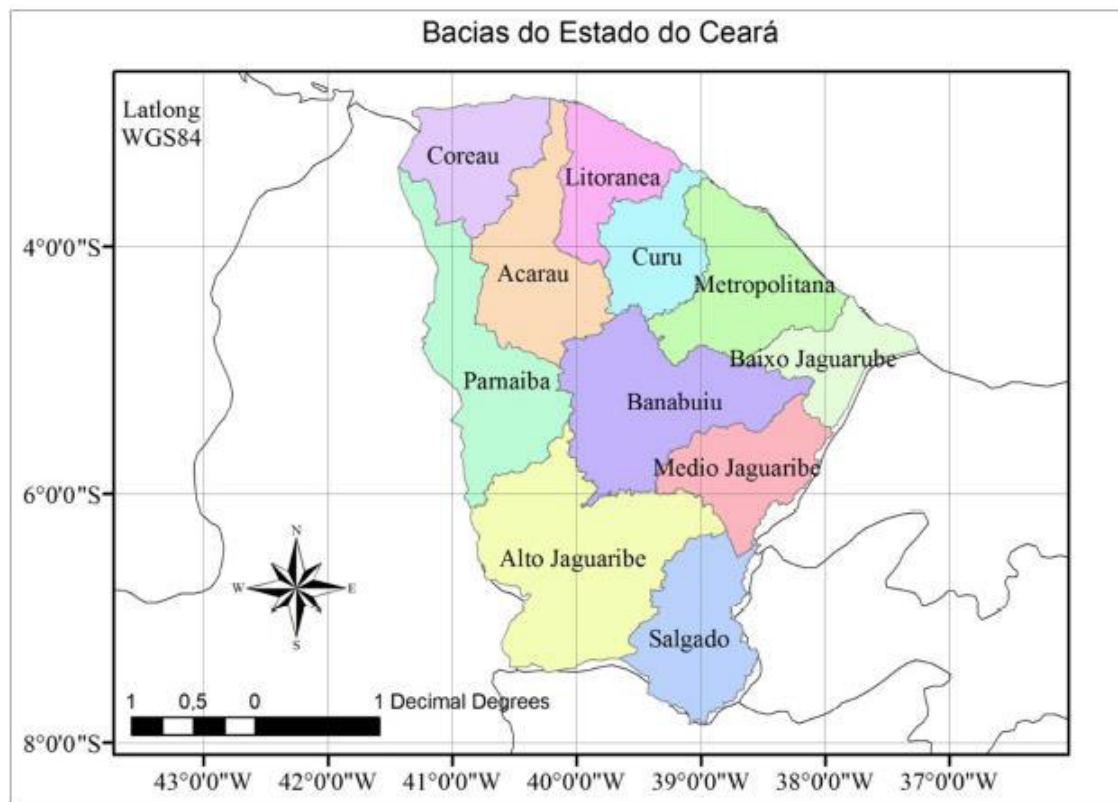 Bacias do Estado do Ceará
Latlong
WGS84
Coreau
Litoranea
4°0'0"S
Acarau
Curu
Metropolitana
Baixo Jaguarube
Parnaiba
Banabuiu
Medio Jaguaribe
6°0'0"S
N
Alto Jaguaribe
W
E
S
Salgado
1 0.5 0 1 Decimal Degrees
8°0'0"S
43°0'0"W 42°0'0"W 41°0'0"W 40°0'0"W 39°0'0"W 38°0'0"W 37°0'0"W